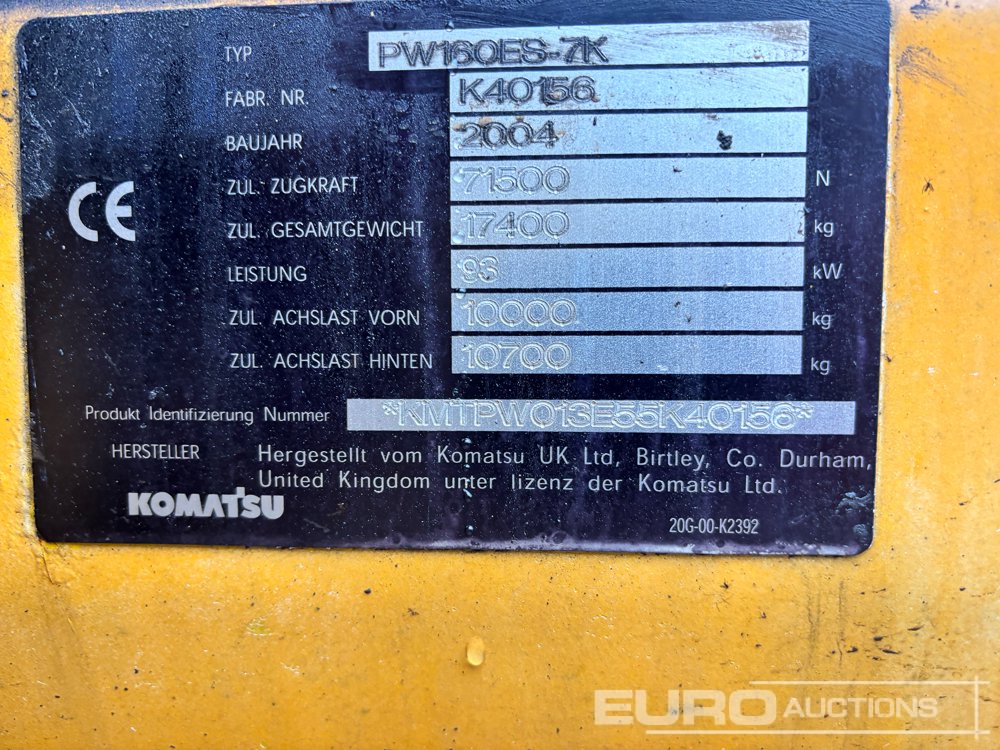 TYP PW160ES-7K
FABR. NR. K40156
BAUJAHR 2004
ZUL. ZUGKRAFT 71500 N
ZUL. GESAMTGEWICHT 17400 kg
LEISTUNG 93 kW
ZUL. ACHSLAST VORN 10000 kg
ZUL. ACHSLAST HINTEN 10700 kg
CE
Produkt Identifizierung Nummer *KMTPW013E55K40156*
HERSTELLER Hergestellt vom Komatsu UK Ltd, Birtley, Co. Durham,
United Kingdom unter lizenz der Komatsu Ltd.
KOMATSU
20G-00-K2392
EURO AUCTIONS